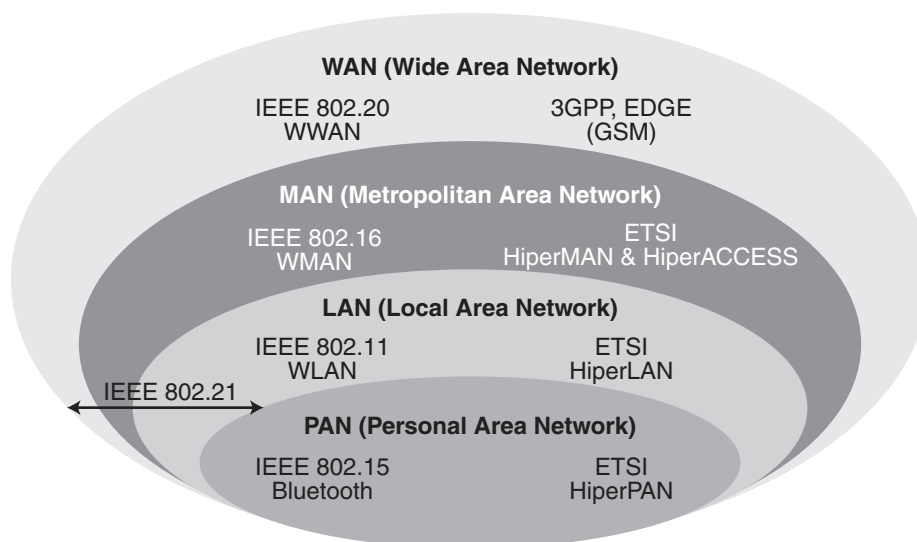 WAN (Wide Area Network)
IEEE 802.20
WWAN
3GPP, EDGE
(GSM)
MAN (Metropolitan Area Network)
IEEE 802.16
WMAN
ETSI
HiperMAN & HiperACCESS
LAN (Local Area Network)
IEEE 802.11
WLAN
ETSI
HiperLAN
IEEE 802.21
PAN (Personal Area Network)
IEEE 802.15
Bluetooth
ETSI
HiperPAN